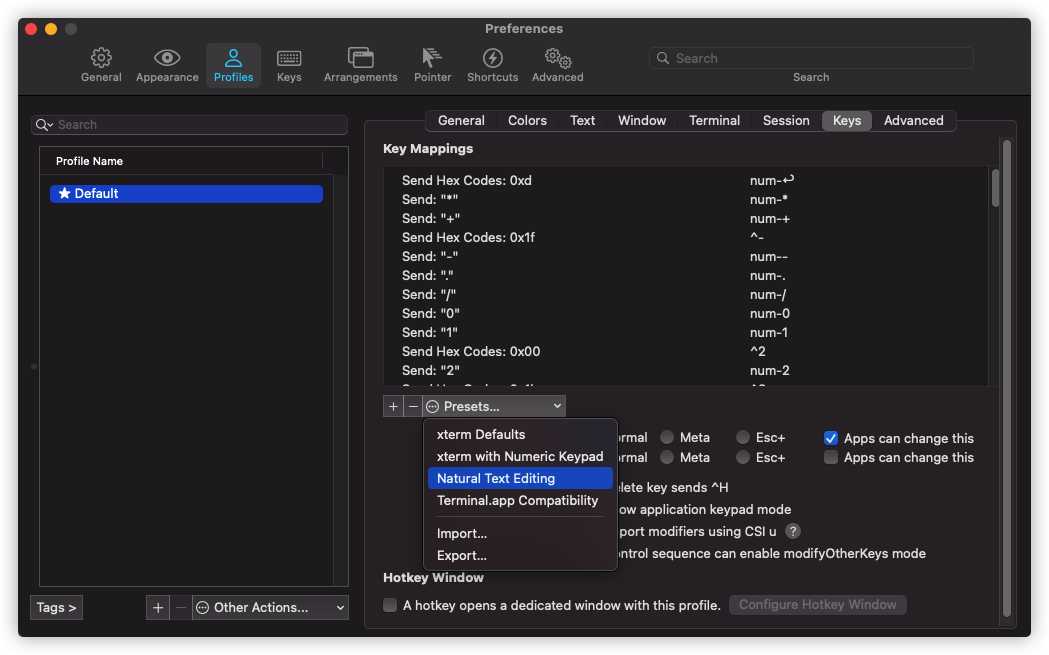 Preferences
General Appearance Profiles Keys Arrangements Pointer Shortcuts Advanced
Search
Search
Search
Profile Name
★ Default
Tags >
+ − Other Actions...
General Colors Text Window Terminal Session Keys Advanced
Key Mappings
Send Hex Codes: 0xd num-↩
Send: "*" num-*
Send: "+" num-+
Send Hex Codes: 0x1f ^-
Send: "-" num--
Send: "." num-.
Send: "/" num-/
Send: "0" num-0
Send: "1" num-1
Send Hex Codes: 0x00 ^2
Send: "2" num-2
+ − Presets...
xterm Defaults
xterm with Numeric Keypad
Natural Text Editing
Terminal.app Compatibility
Import...
Export...
ormal Meta Esc+ Apps can change this
ormal Meta Esc+ Apps can change this
elete key sends ^H
ow application keypad mode
port modifiers using CSI u ?
ontrol sequence can enable modifyOtherKeys mode
Hotkey Window
A hotkey opens a dedicated window with this profile. Configure Hotkey Window